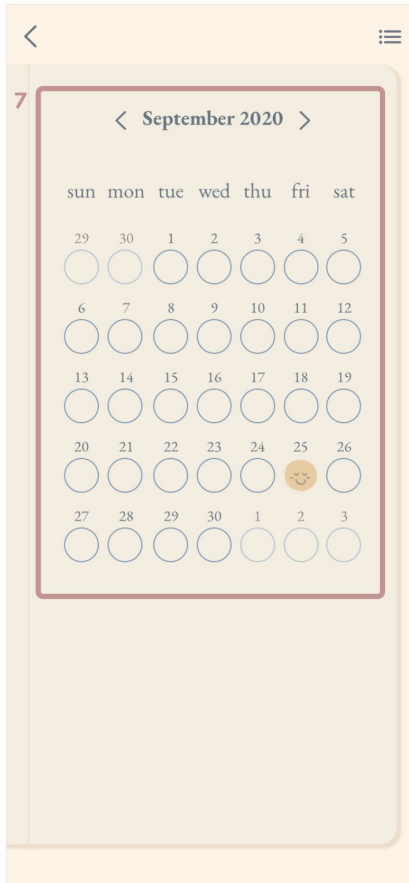 7
September 2020
sun mon tue wed thu fri sat
29 30 1 2 3 4 5
6 7 8 9 10 11 12
13 14 15 16 17 18 19
20 21 22 23 24 25 26
27 28 29 30 1 2 3